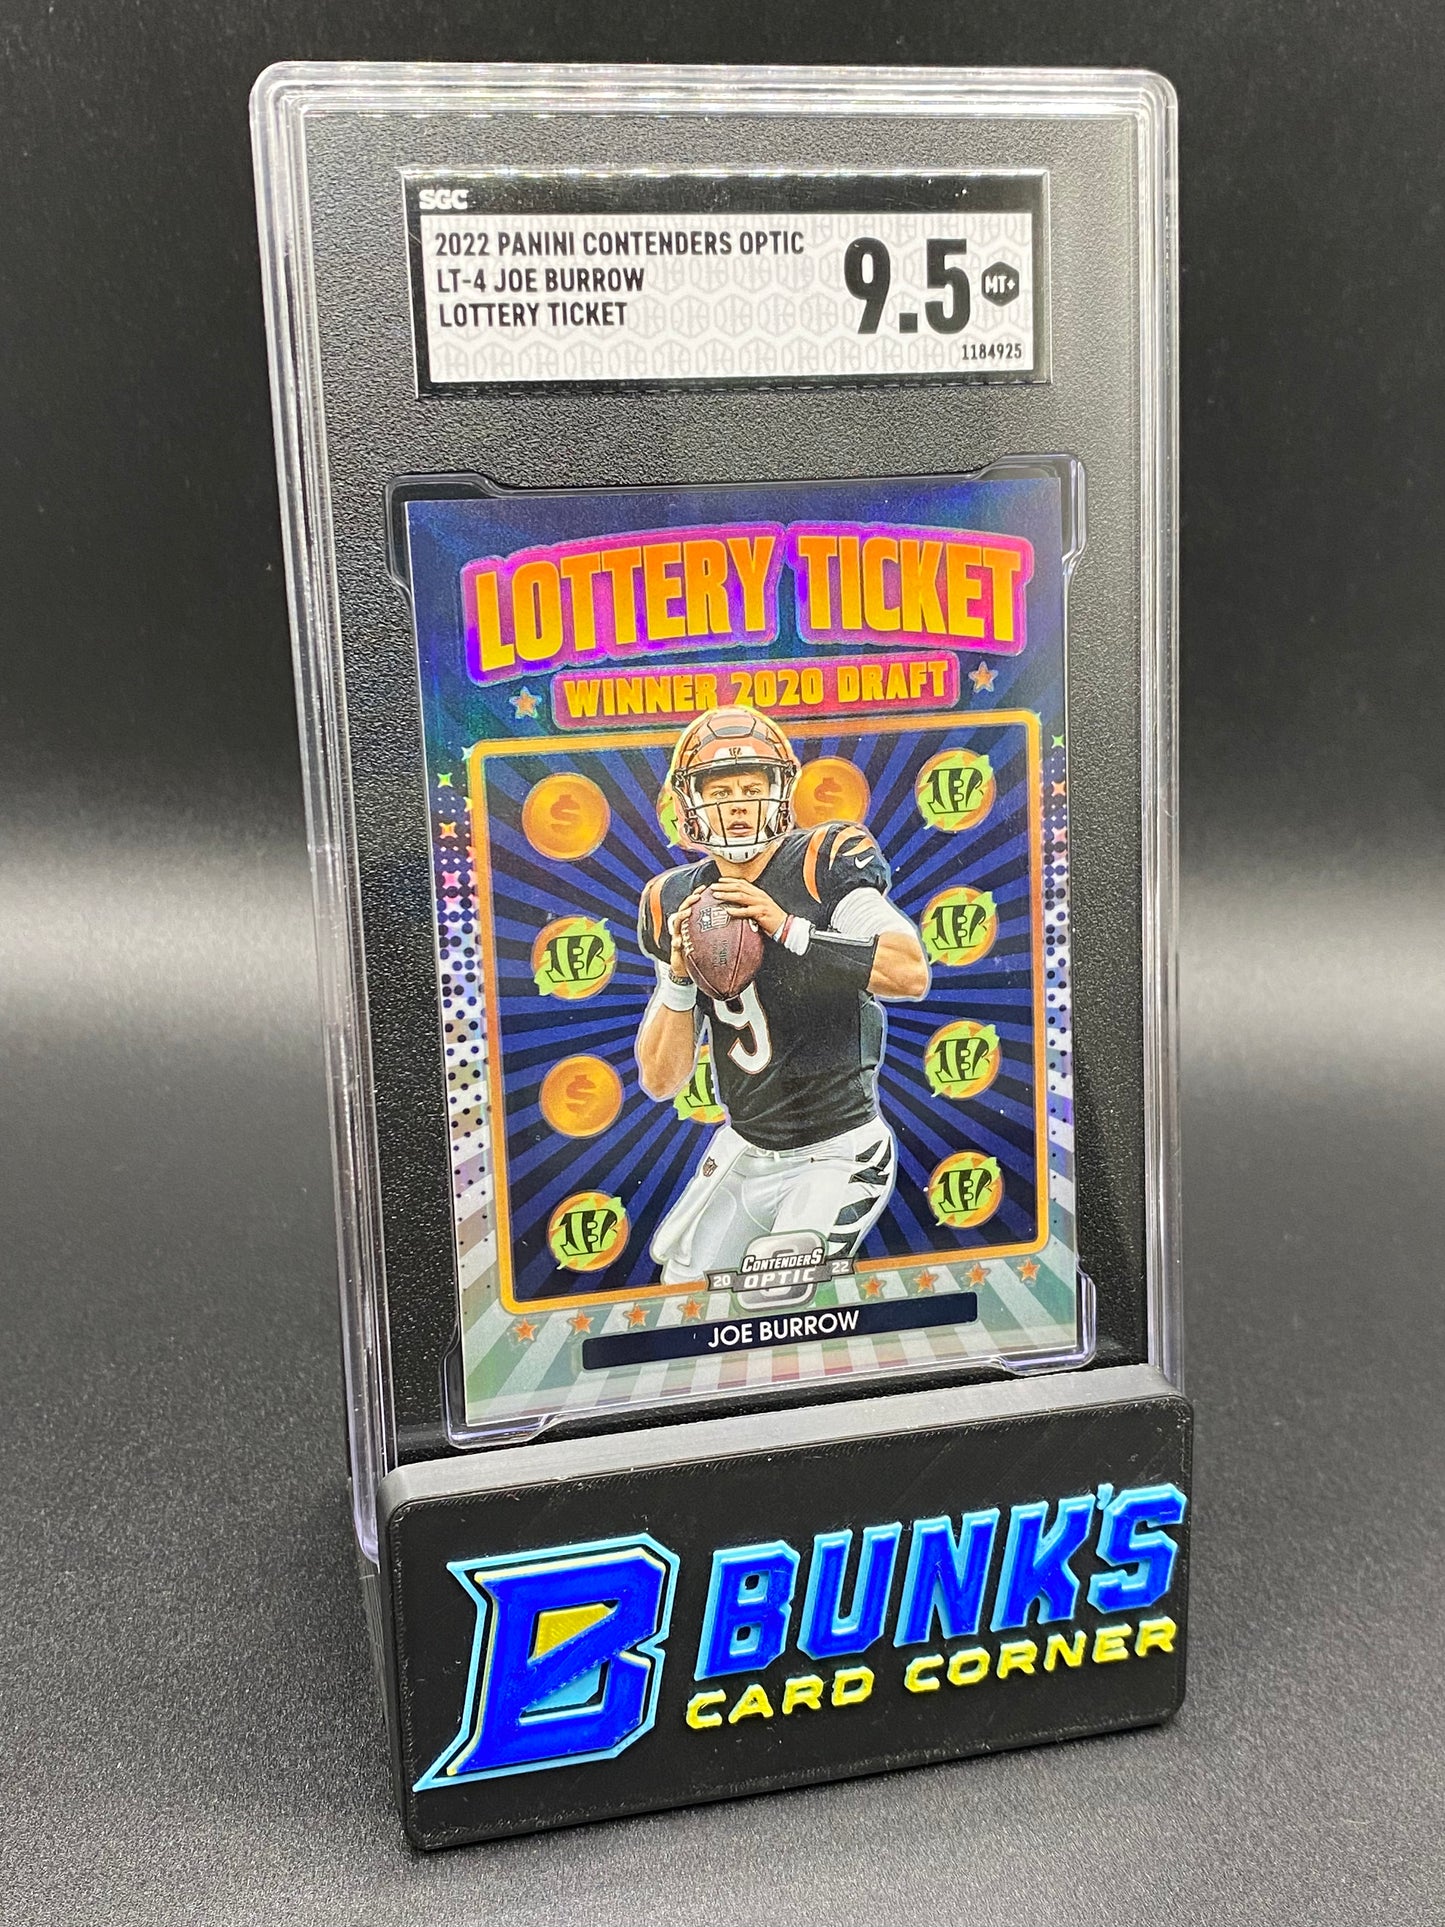 SGC
2022 PANINI CONTENDERS OPTIC
LT-4 JOE BURROW
LOTTERY TICKET
9.5 MT+
1184925
LOTTERY TICKET
WINNER 2020 DRAFT
9
CONTENDERS
20 OPTIC 22
JOE BURROW
B BUNK'S
CARD CORNER